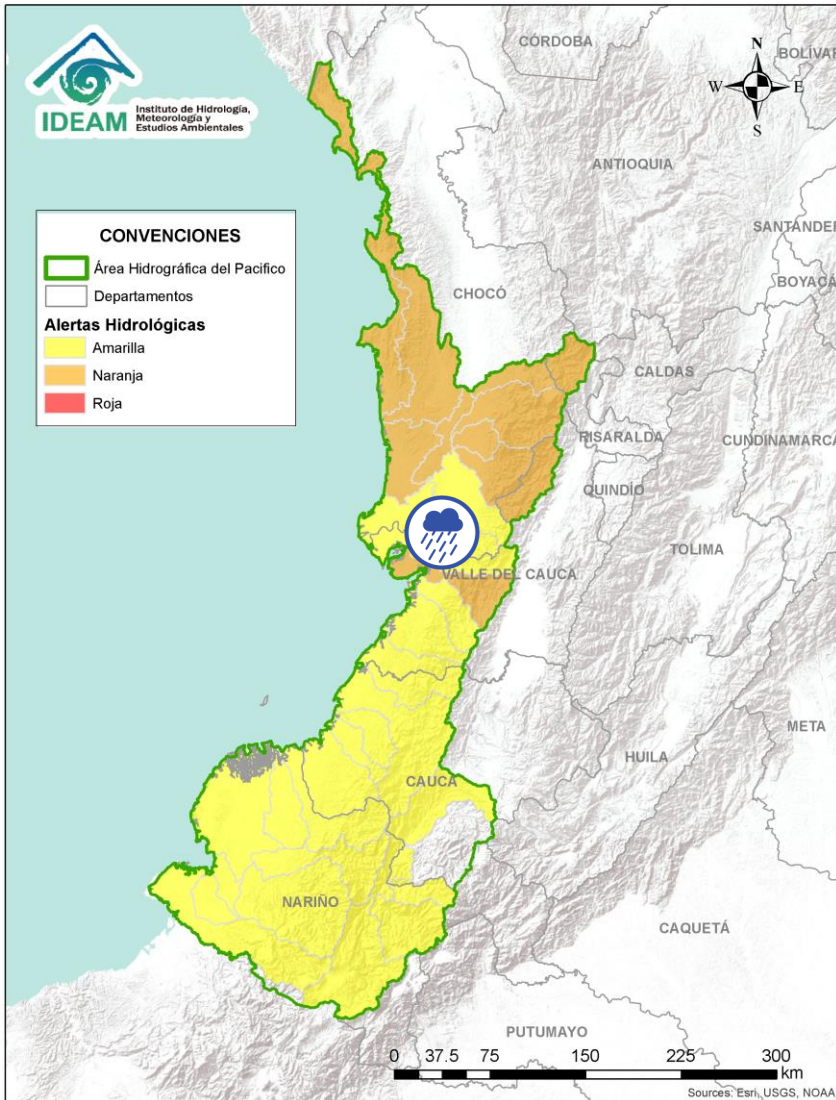 IDEAM
Instituto de Hidrología,
Meteorología y
Estudios Ambientales
CÓRDOBA
BOLÍVAR
N
W
E
S
ANTIOQUIA
CONVENCIONES
Área Hidrográfica del Pacifico
Departamentos
Alertas Hidrológicas
Amarilla
Naranja
Roja
SANTANDER
BOYACÁ
CHOCÓ
CALDAS
RISARALDA
CUNDINAMARCA
QUINDÍO
TOLIMA
VALLE DEL CAUCA
META
HUILA
CAUCA
NARIÑO
CAQUETÁ
PUTUMAYO
0 37.5 75 150 225 300
km
Sources: Esri, USGS, NOAA